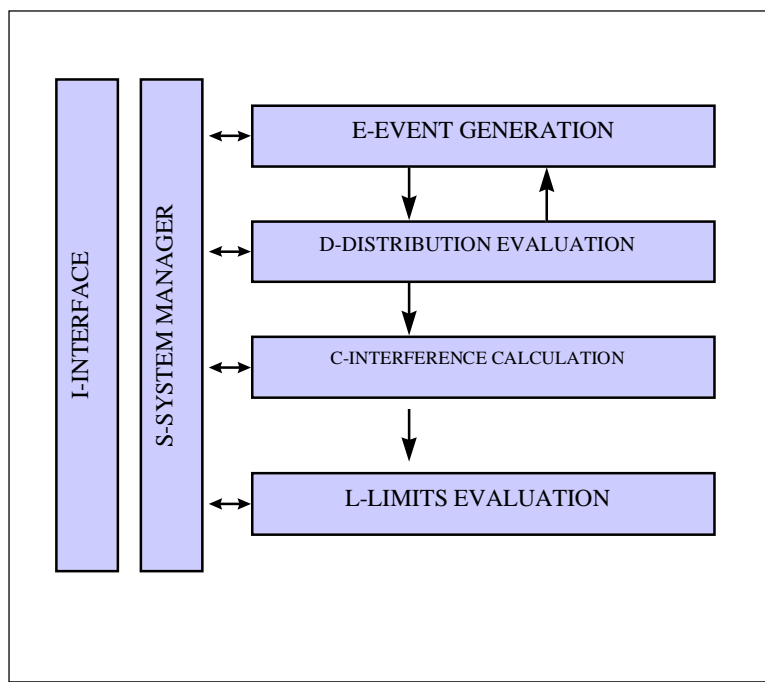 I-INTERFACE
S-SYSTEM MANAGER
E-EVENT GENERATION
D-DISTRIBUTION EVALUATION
C-INTERFERENCE CALCULATION
L-LIMITS EVALUATION